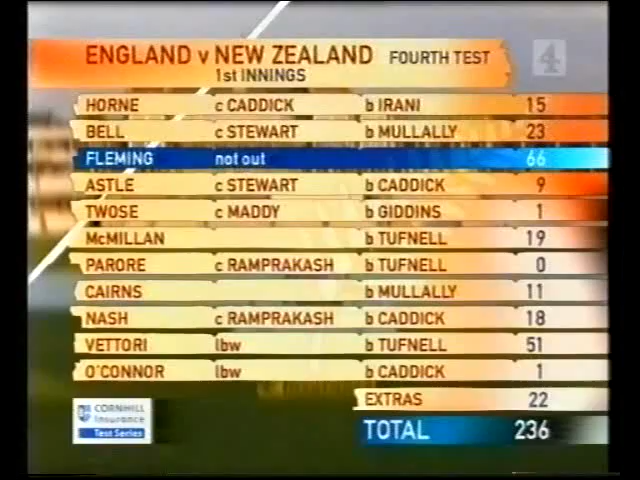 ENGLAND v NEW ZEALAND FOURTH TEST
1st INNINGS
4
HORNE c CADDICK b IRANI 15
BELL c STEWART b MULLALLY 23
FLEMING not out 66
ASTLE c STEWART b CADDICK 9
TWOSE c MADDY b GIDDINS 1
McMILLAN b TUFNELL 19
PARORE c RAMPRAKASH b TUFNELL 0
CAIRNS b MULLALLY 11
NASH c RAMPRAKASH b CADDICK 18
VETTORI lbw b TUFNELL 51
O'CONNOR lbw b CADDICK 1
EXTRAS 22
TOTAL 236
CORNHILL
Insurance
Test Series